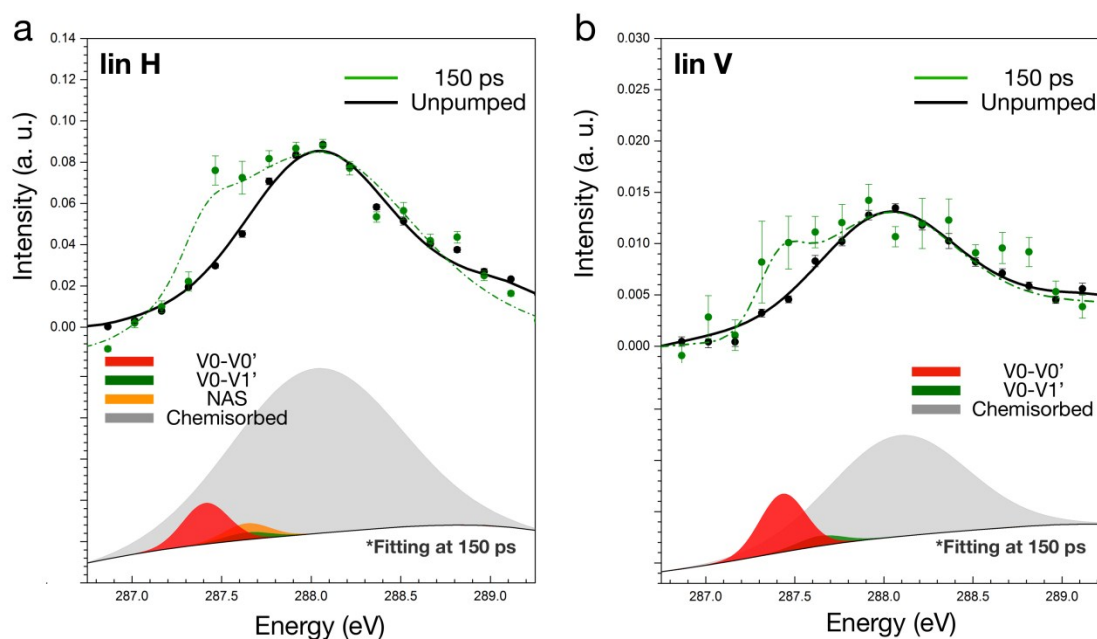 a
lin H
150 ps
Unpumped
0.14
0.12
0.10
0.08
0.06
0.04
0.02
0.00
Intensity (a. u.)
V0-V0'
V0-V1'
NAS
Chemisorbed
*Fitting at 150 ps
287.0
287.5
288.0
288.5
289.0
Energy (eV)
b
lin V
150 ps
Unpumped
0.030
0.025
0.020
0.015
0.010
0.005
0.000
Intensity (a. u.)
V0-V0'
V0-V1'
Chemisorbed
*Fitting at 150 ps
287.0
287.5
288.0
288.5
289.0
Energy (eV)